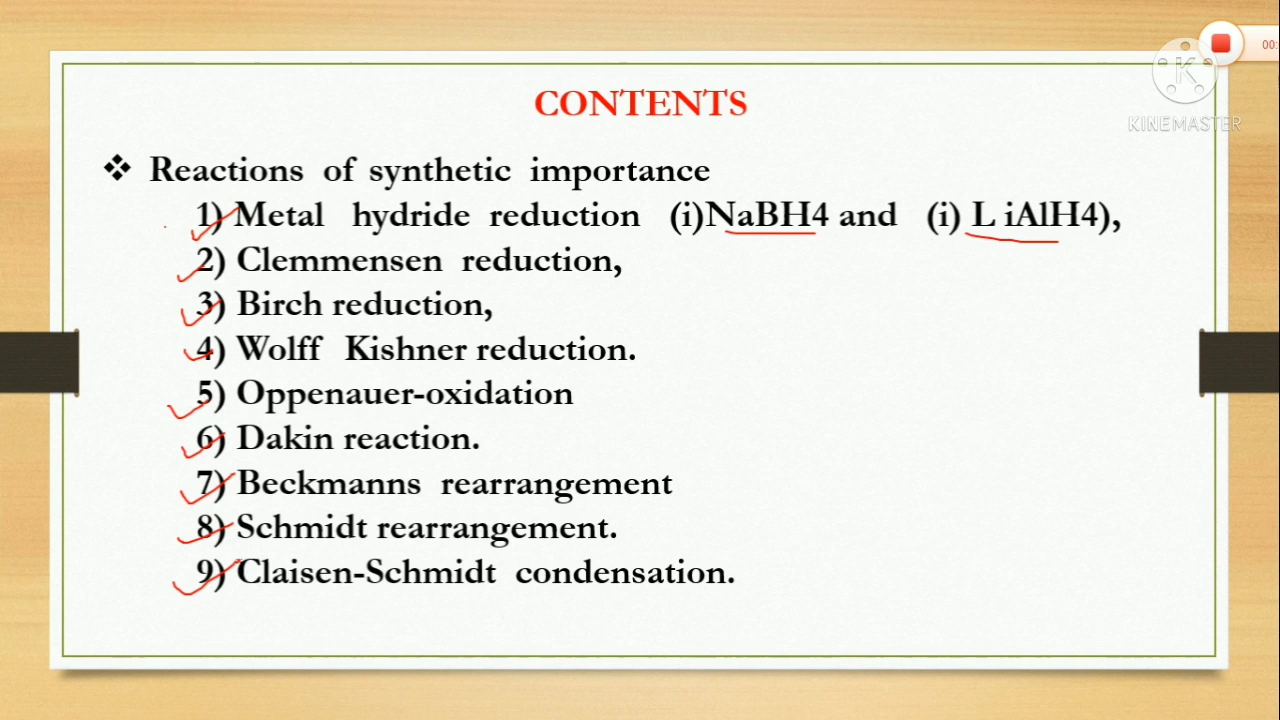 00:
KINEMASTER
CONTENTS
❖ Reactions of synthetic importance
1) Metal hydride reduction (i)NaBH4 and (i) L iAlH4),
2) Clemmensen reduction,
3) Birch reduction,
4) Wolff Kishner reduction.
5) Oppenauer-oxidation
6) Dakin reaction.
7) Beckmanns rearrangement
8) Schmidt rearrangement.
9) Claisen-Schmidt condensation.